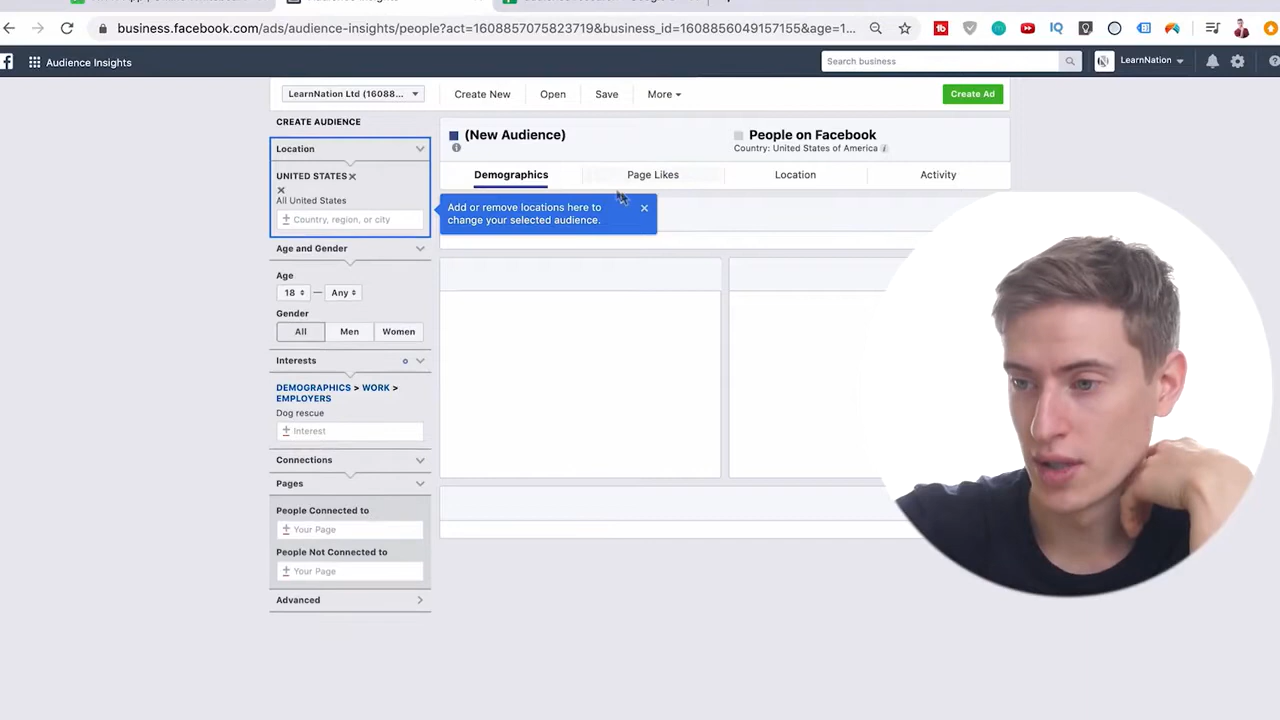 business.facebook.com/ads/audience-insights/people?act=160885705823719&business_id=1608856049157155&age=1...
Audience Insights
Search business
LearnNation
LearnNation Ltd (16088...
Create New
Open
Save
More
Create Ad
CREATE AUDIENCE
Location
UNITED STATES
All United States
Country, region, or city
Age and Gender
Age
18 — Any
Gender
All Men Women
Interests
DEMOGRAPHICS > WORK >
EMPLOYERS
Dog rescue
Interest
Connections
Pages
People Connected to
Your Page
People Not Connected to
Your Page
Advanced
(New Audience)
People on Facebook
Country: United States of America
Demographics
Page Likes
Location
Activity
Add or remove locations here to
change your selected audience.